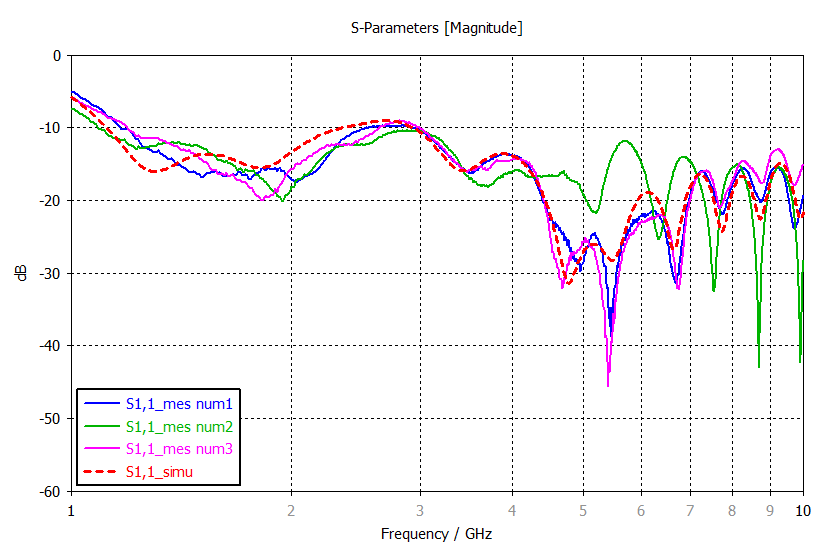 S-Parameters [Magnitude]
0
-10
-20
-30
-40
-50
-60
dB
S1,1_mes num1
S1,1_mes num2
S1,1_mes num3
S1,1_simu
1 2 3 4 5 6 7 8 9 10
Frequency / GHz